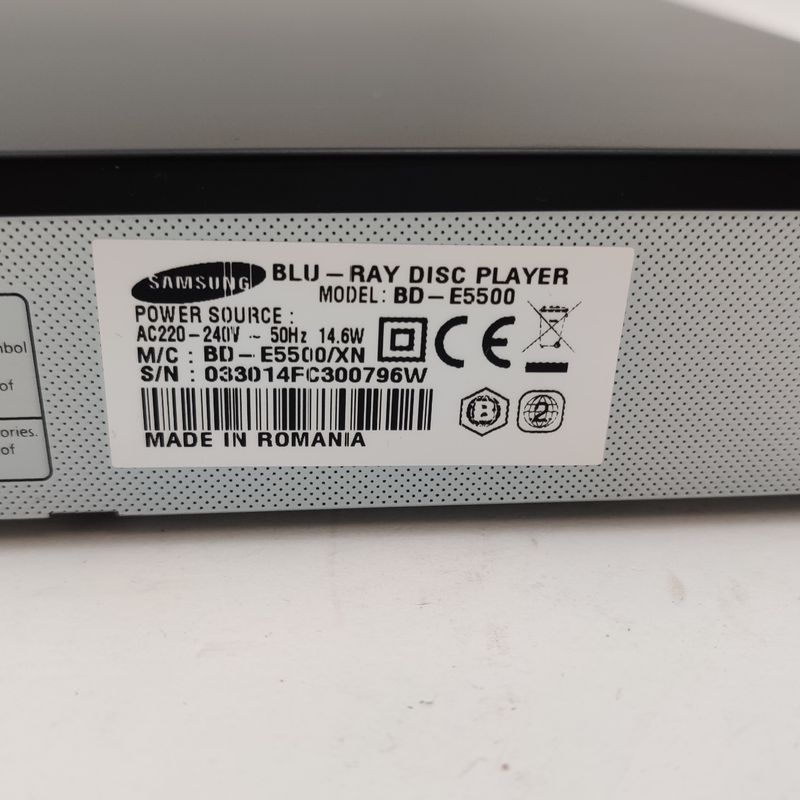 SAMSUNG
BLU-RAY DISC PLAYER
MODEL: BD-E5500
POWER SOURCE :
AC220-240V ~ 50Hz 14.6W
M/C : BD-E5500/XN
S/N : 033014FC300796W
MADE IN ROMANIA
CE
B
2
mbol
of
ories.
of